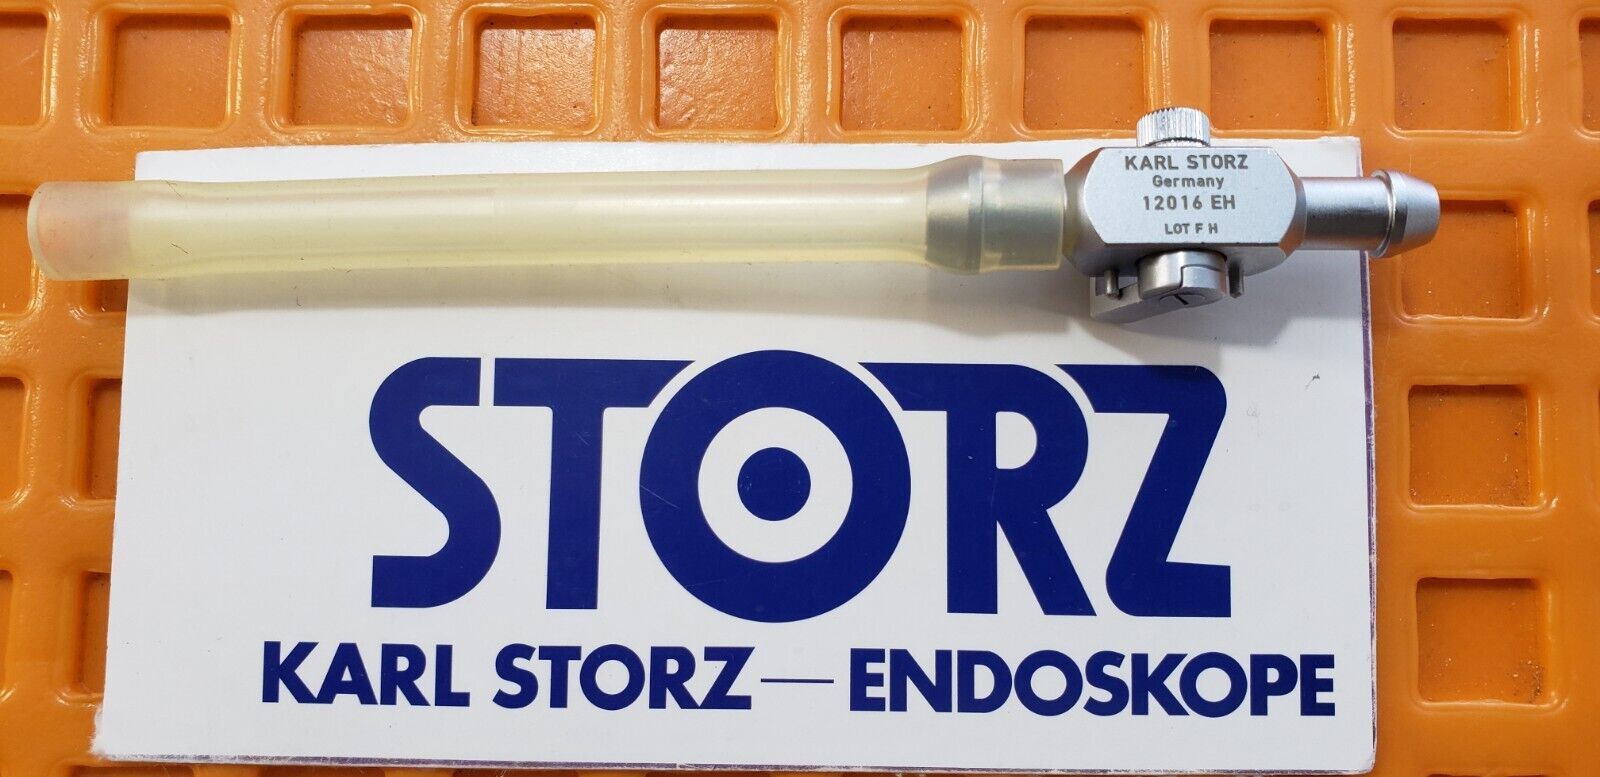 KARL STORZ
Germany
12016 EH
LOT F H
STORZ
KARL STORZ — ENDOSKOPE